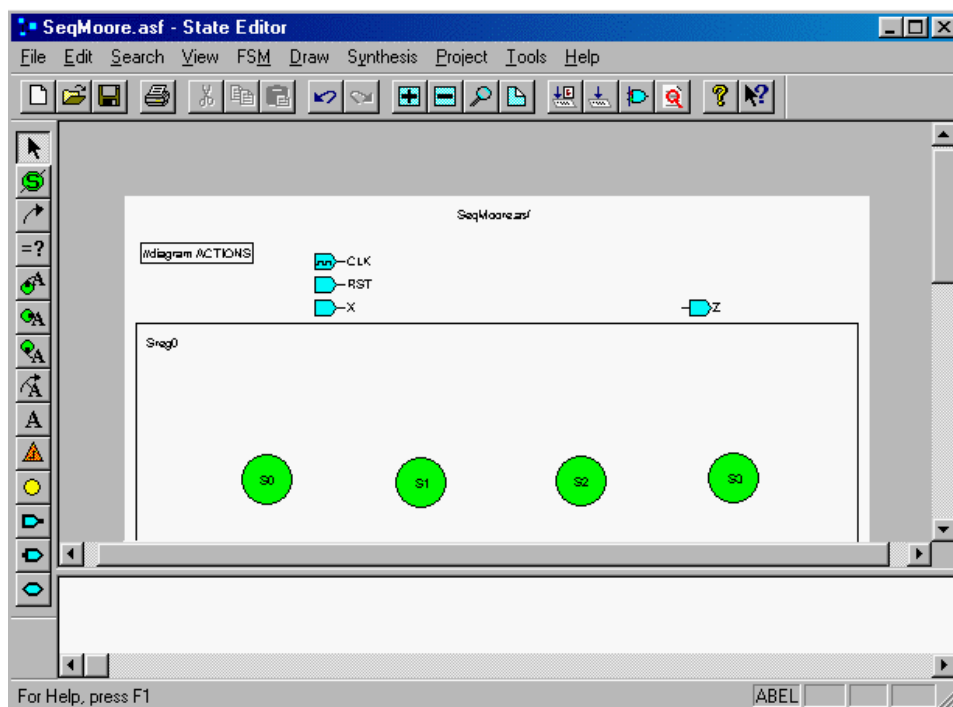 SeqMoore.asf - State Editor
File Edit Search View FSM Draw Synthesis Project Tools Help
SeqMoore.asf
//diagram ACTIONS
CLK
RST
X
Z
Sreg0
S0 S1 S2 S3
=?
A
A
A
A
A
For Help, press F1
ABEL